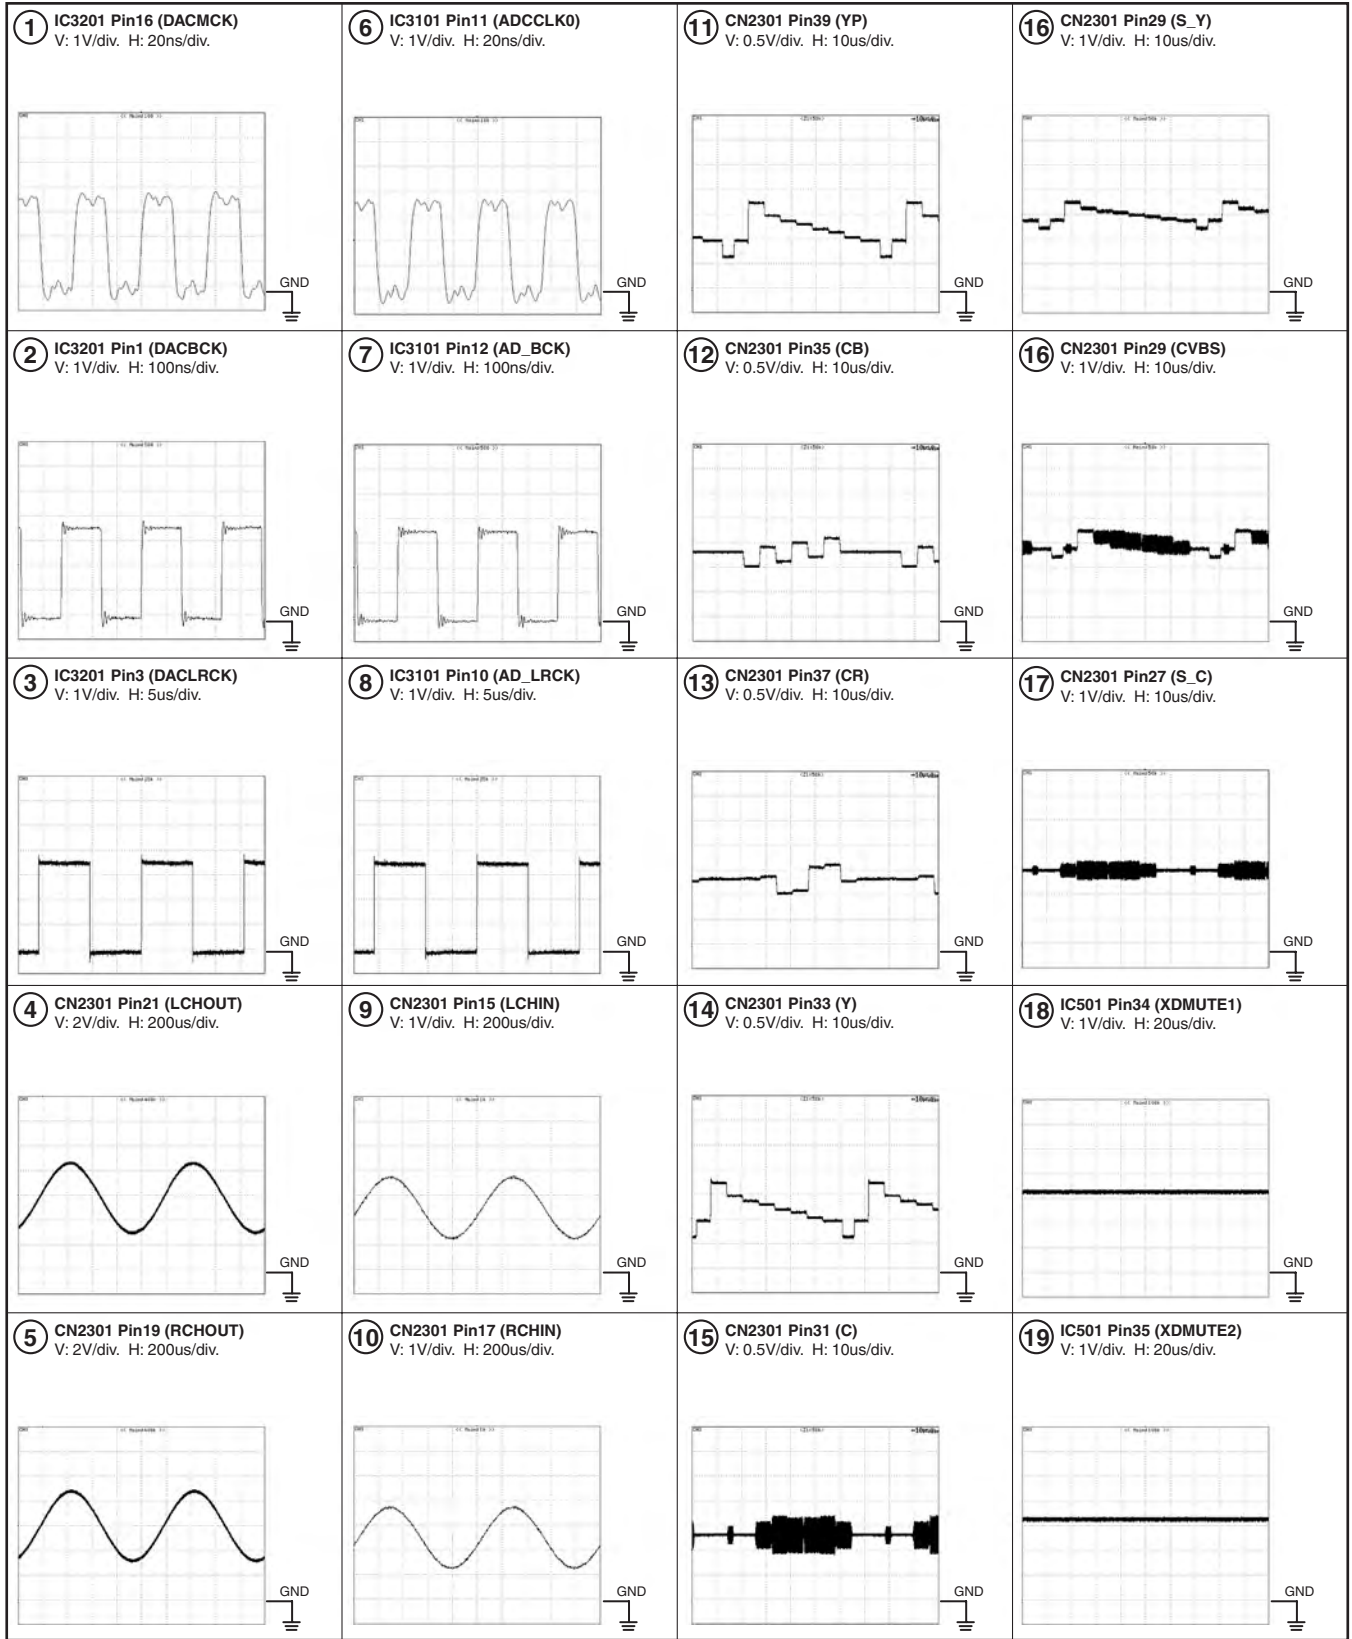 1 IC3201 Pin16 (DACMCK)
V: 1V/div. H: 20ns/div.
GND
6 IC3101 Pin11 (ADCCLK0)
V: 1V/div. H: 20ns/div.
GND
11 CN2301 Pin39 (YP)
V: 0.5V/div. H: 10us/div.
GND
16 CN2301 Pin29 (S_Y)
V: 1V/div. H: 10us/div.
GND
2 IC3201 Pin1 (DACBCK)
V: 1V/div. H: 100ns/div.
GND
7 IC3101 Pin12 (AD_BCK)
V: 1V/div. H: 100ns/div.
GND
12 CN2301 Pin35 (CB)
V: 0.5V/div. H: 10us/div.
GND
16 CN2301 Pin29 (CVBS)
V: 1V/div. H: 10us/div.
GND
3 IC3201 Pin3 (DACLRCK)
V: 1V/div. H: 5us/div.
GND
8 IC3101 Pin10 (AD_LRCK)
V: 1V/div. H: 5us/div.
GND
13 CN2301 Pin37 (CR)
V: 0.5V/div. H: 10us/div.
GND
17 CN2301 Pin27 (S_C)
V: 1V/div. H: 10us/div.
GND
4 CN2301 Pin21 (LCHOUT)
V: 2V/div. H: 200us/div.
GND
9 CN2301 Pin15 (LCHIN)
V: 1V/div. H: 200us/div.
GND
14 CN2301 Pin33 (Y)
V: 0.5V/div. H: 10us/div.
GND
18 IC501 Pin34 (XDMUTE1)
V: 1V/div. H: 20us/div.
GND
5 CN2301 Pin19 (RCHOUT)
V: 2V/div. H: 200us/div.
GND
10 CN2301 Pin17 (RCHIN)
V: 1V/div. H: 200us/div.
GND
15 CN2301 Pin31 (C)
V: 0.5V/div. H: 10us/div.
GND
19 IC501 Pin35 (XDMUTE2)
V: 1V/div. H: 20us/div.
GND